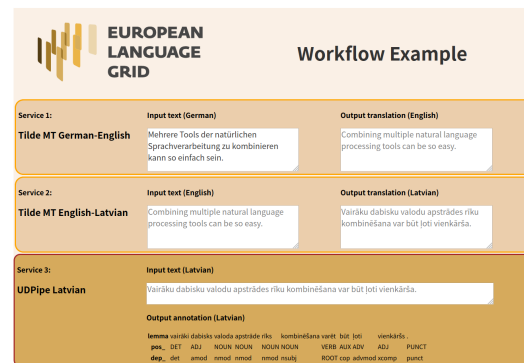 EUROPEAN
LANGUAGE
GRID
Workflow Example
Service 1:
Input text (German)
Output translation (English)
Tilde MT German-English
Mehrere Tools der natürlichen
Sprachverarbeitung zu kombinieren
kann so einfach sein.
Combining multiple natural language
processing tools can be so easy.
Service 2:
Input text (English)
Output translation (Latvian)
Tilde MT English-Latvian
Combining multiple natural language
processing tools can be so easy.
Vairāku dabisku valodu apstrādes rīku
kombinēšana var būt ļoti vienkārša.
Service 3:
Input text (Latvian)
UDPipe Latvian
Vairāku dabisku valodu apstrādes rīku kombinēšana var būt ļoti vienkārša.
Output annotation (Latvian)
lemma vairāki dabisks valoda apstrāde rīks kombinēšana varēt būt ļoti vienkāršs .
pos_ DET ADJ NOUN NOUN NOUN NOUN VERB AUX ADV ADJ PUNCT
dep_ det amod nmod nmod nmod nsubj ROOT cop advmod xcomp punct